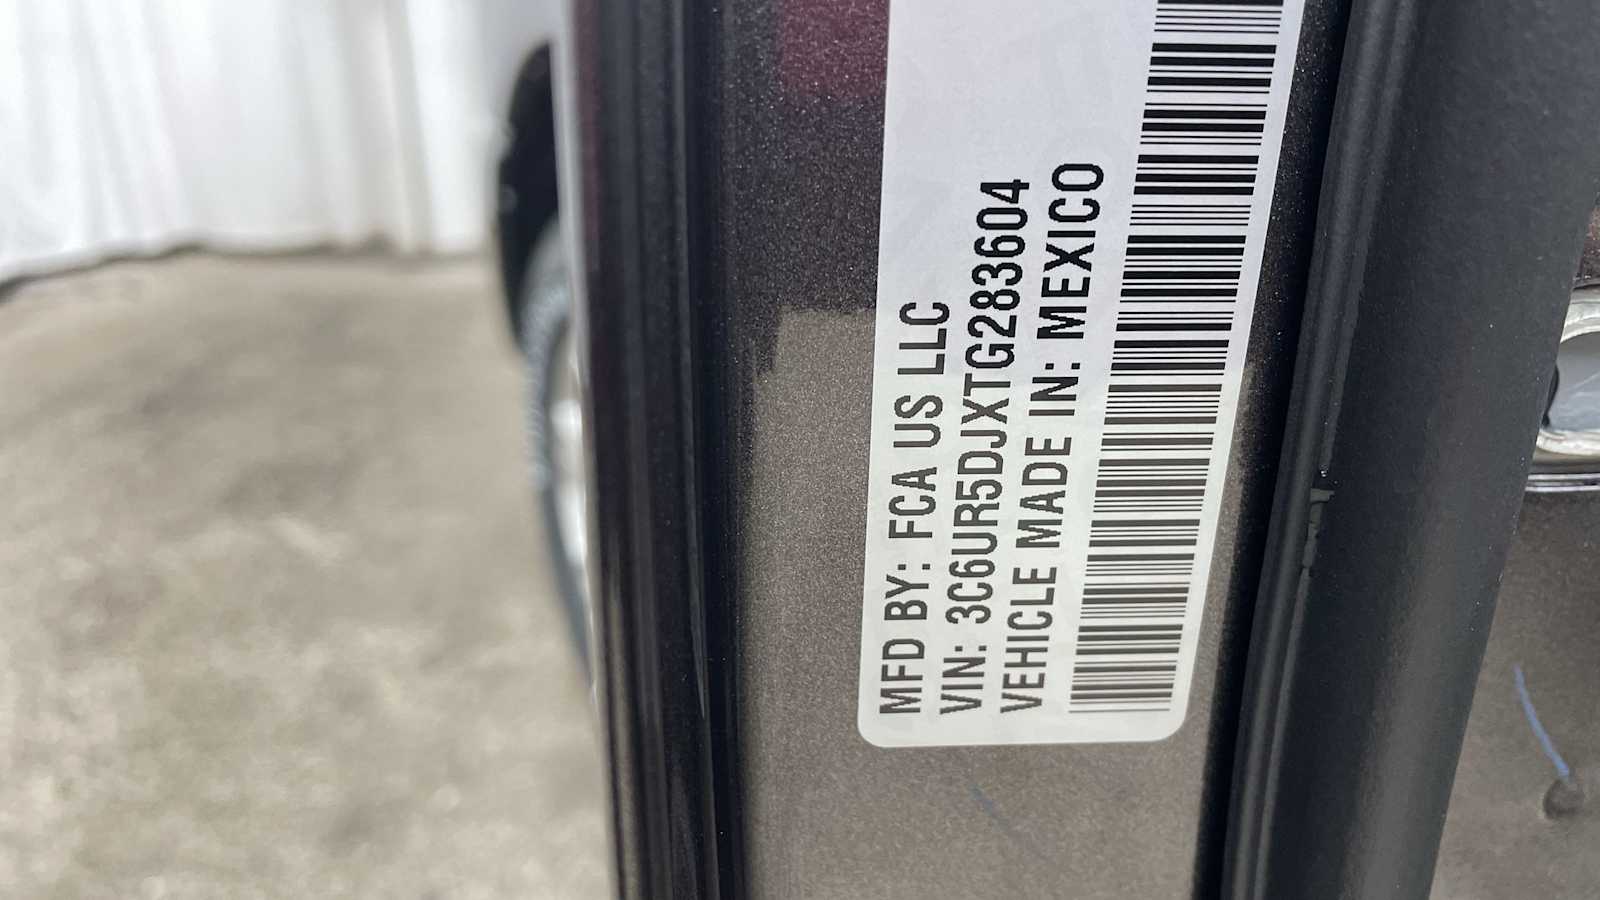 MFD BY: FCA US LLC
VIN: 3C6UR5DJXTG283604
VEHICLE MADE IN: MEXICO